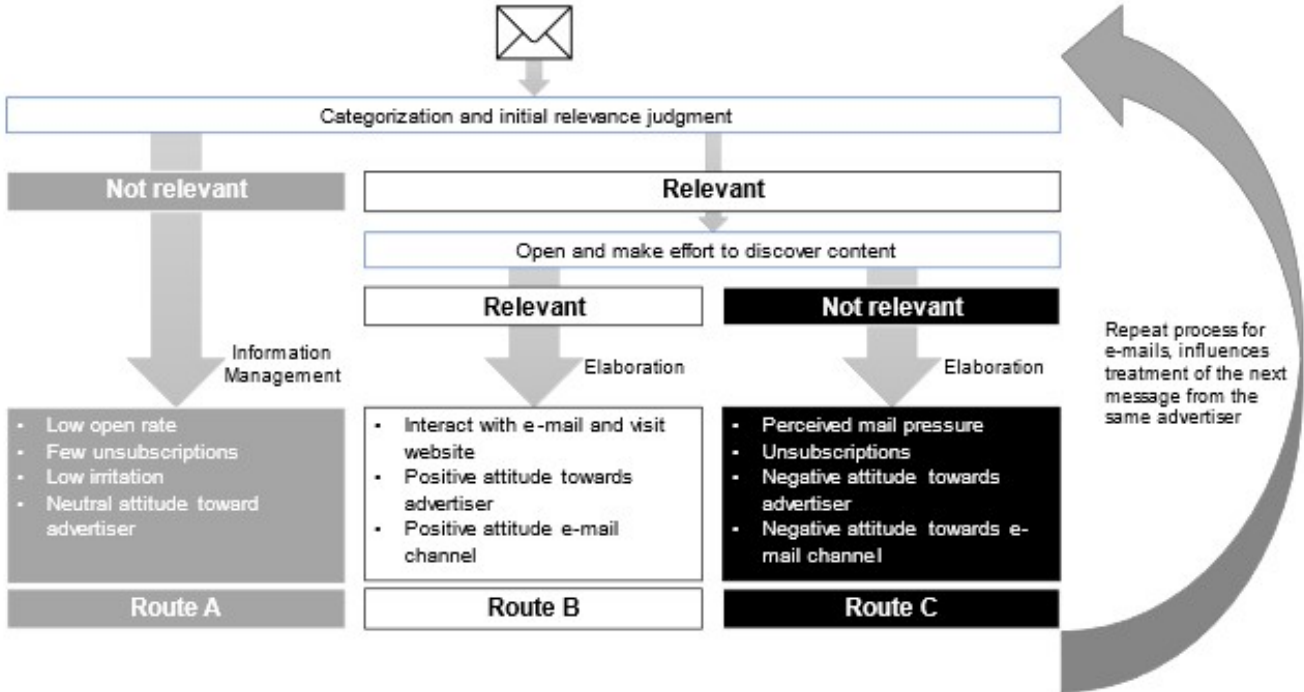 Categorization and initial relevance judgment
Not relevant
Relevant
Open and make effort to discover content
Relevant
Not relevant
Information
Management
Elaboration
Elaboration
Repeat process for
e-mails, influences
treatment of the next
message from the
same advertiser
▪ Low open rate
▪ Few unsubscriptions
▪ Low irritation
▪ Neutral attitude toward
advertiser
▪ Interact with e-mail and visit
website
▪ Positive attitude towards
advertiser
▪ Positive attitude e-mail
channel
▪ Perceived mail pressure
▪ Unsubscriptions
▪ Negative attitude towards
advertiser
▪ Negative attitude towards e-
mail channel
Route A
Route B
Route C